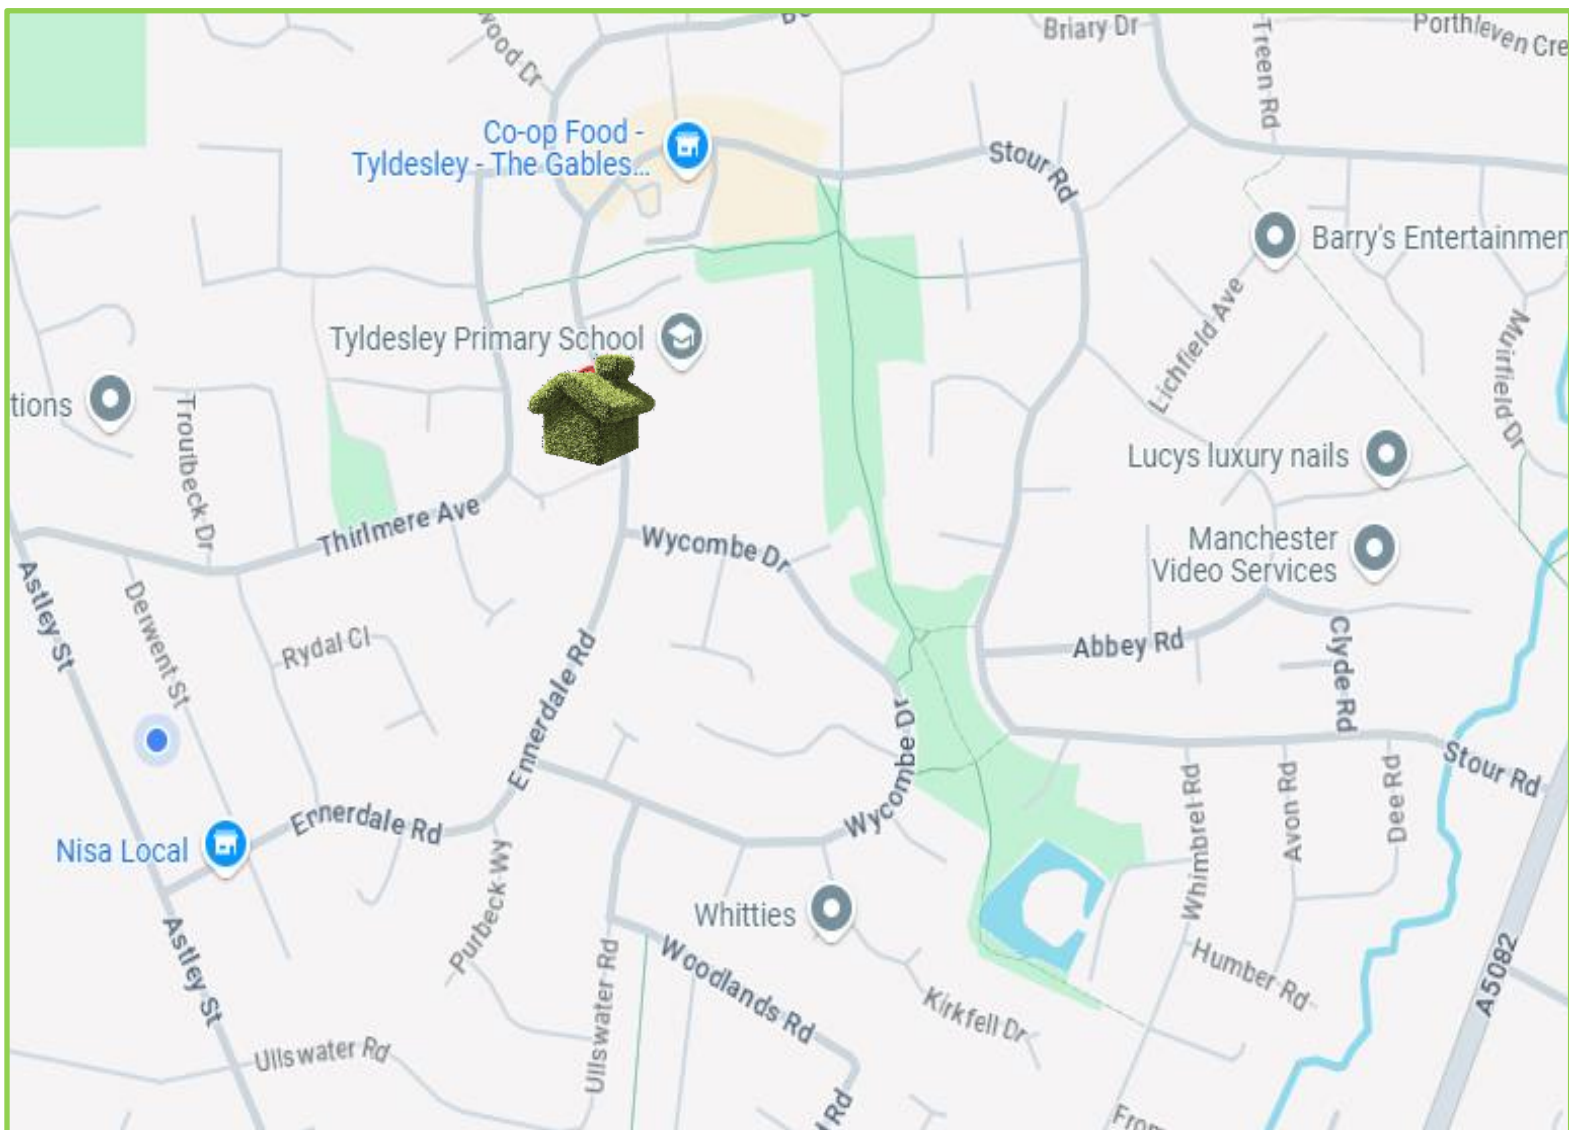 wood Dr
Briary Dr
Treen Rd
Porthleven Cre
Co-op Food -
Tyldesley - The Gables...
Stour Rd
Barry's Entertainmen
Tyldesley Primary School
Lichfield Ave
Muirfield Dr
tions
Troutbeck Dr
Lucys luxury nails
Thirlmere Ave
Wycombe Dr
Manchester
Video Services
Astley St
Derwent St
Rydal Cl
Ennerdale Rd
Abbey Rd
Clyde Rd
Wycombe Dr
Stour Rd
Ennerdale Rd
Nisa Local
Whimbrel Rd
Avon Rd
Dee Rd
Purbeck Wy
Whitties
Astley St
Ullswater Rd
Woodlands Rd
Kirkfell Dr
Humber Rd
A5082
Ullswater Rd
d Rd
From